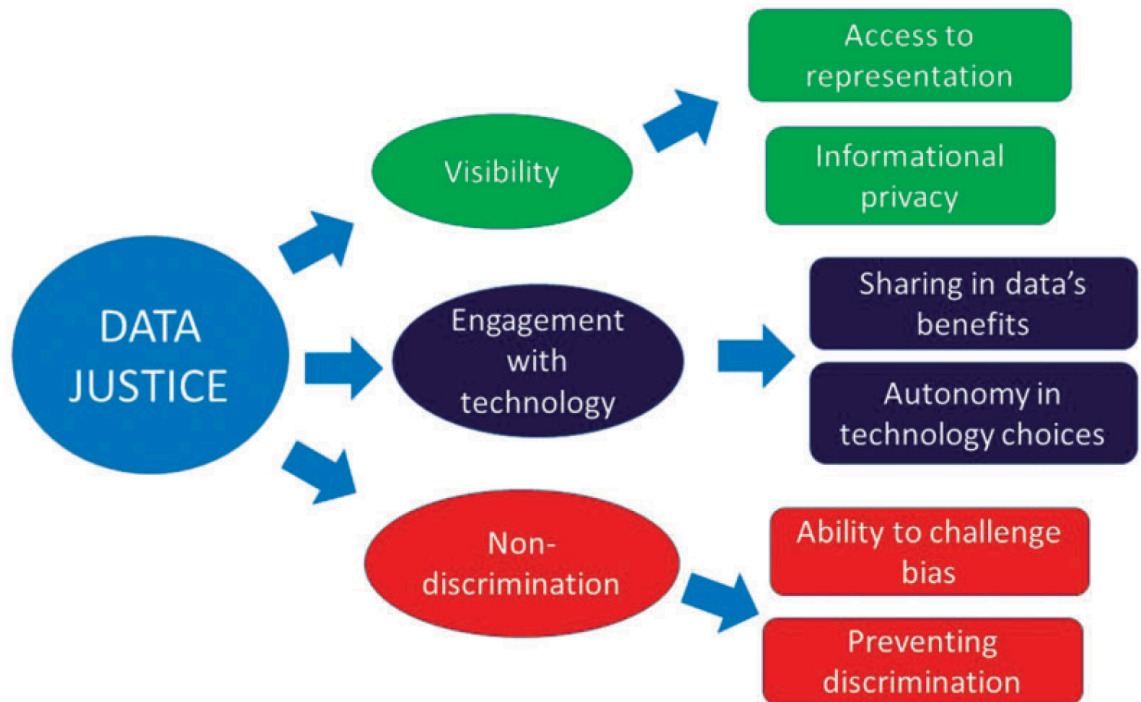 DATA
JUSTICE
Visibility
Access to
representation
Informational
privacy
Engagement
with
technology
Sharing in data’s
benefits
Autonomy in
technology choices
Non-
discrimination
Ability to challenge
bias
Preventing
discrimination